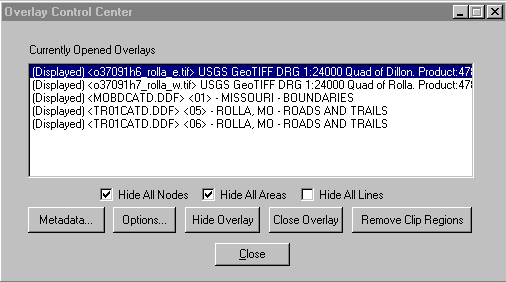 Overlay Control Center
Currently Opened Overlays
(Displayed) <o37091h6_rolla_e.tif> USGS GeoTIFF DRG 1:24000 Quad of Dillon. Product:478
(Displayed) <o37091h7_rolla_w.tif> USGS GeoTIFF DRG 1:24000 Quad of Rolla. Product:478
(Displayed) <MOBDCATD.DDF> <01> - MISSOURI - BOUNDARIES
(Displayed) <TR01CATD.DDF> <05> - ROLLA, MO - ROADS AND TRAILS
(Displayed) <TR01CATD.DDF> <06> - ROLLA, MO - ROADS AND TRAILS
Hide All Nodes Hide All Areas Hide All Lines
Metadata... Options... Hide Overlay Close Overlay Remove Clip Regions
Close